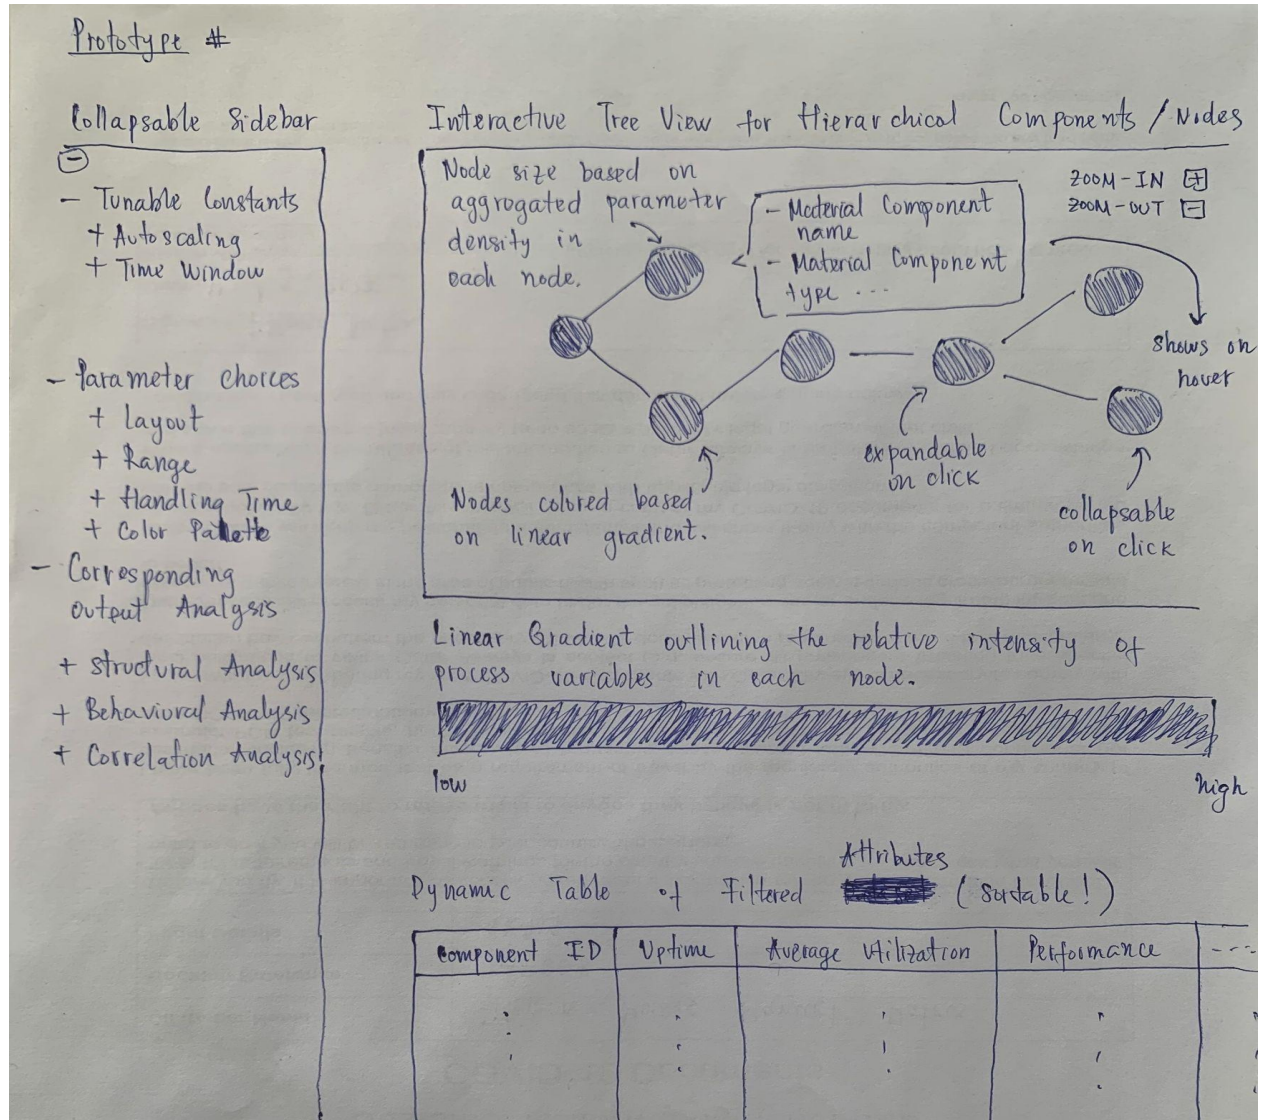 Prototype #
Collapsable Sidebar
- Tunable Constants
+ Autoscaling
+ Time Window
- Parameter Choices
+ Layout
+ Range
+ Handling Time
+ Color Palette
- Corresponding
Output Analysis
+ Structural Analysis
+ Behavioral Analysis
+ Correlation Analysis
Interactive Tree View for Hierarchical Components / Nodes
Node size based on
aggrogated parameter
density in
each node.
- Material Component
name
- Material Component
type ...
ZOOM-IN +
ZOOM-OUT -
shows on
hover
expandable
on click
Nodes colored based
on linear gradient.
collapsable
on click
Linear Gradient outlining the relative intensity of
process variables in each node.
low
high
Attributes
Dynamic Table of Filtered (sortable!)
Component ID Uptime Average Utilization Performance ---